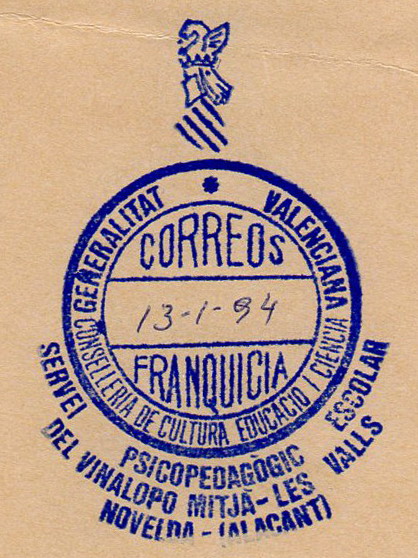 GENERALITAT * VALENCIANA
CONSELLERIA DE CULTURA EDUCACIO I CIENCIA
CORREOS
13-1-94
FRANQUICIA
SERVEI PSICOPEDAGÒGIC ESCOLAR
DEL VINALOPO MITJÀ-LES VALLS
NOVELDA - (ALACANT)